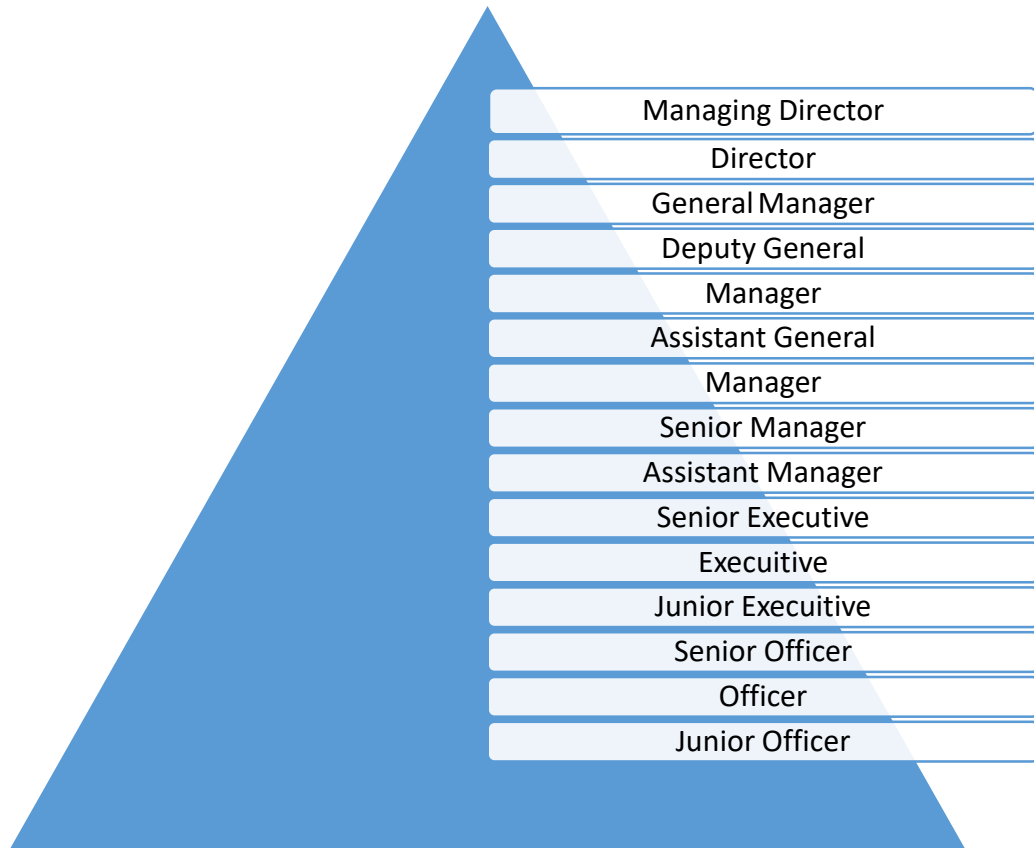 Managing Director
Director
General Manager
Deputy General
Manager
Assistant General
Manager
Senior Manager
Assistant Manager
Senior Executive
Execuitive
Junior Execuitive
Senior Officer
Officer
Junior Officer